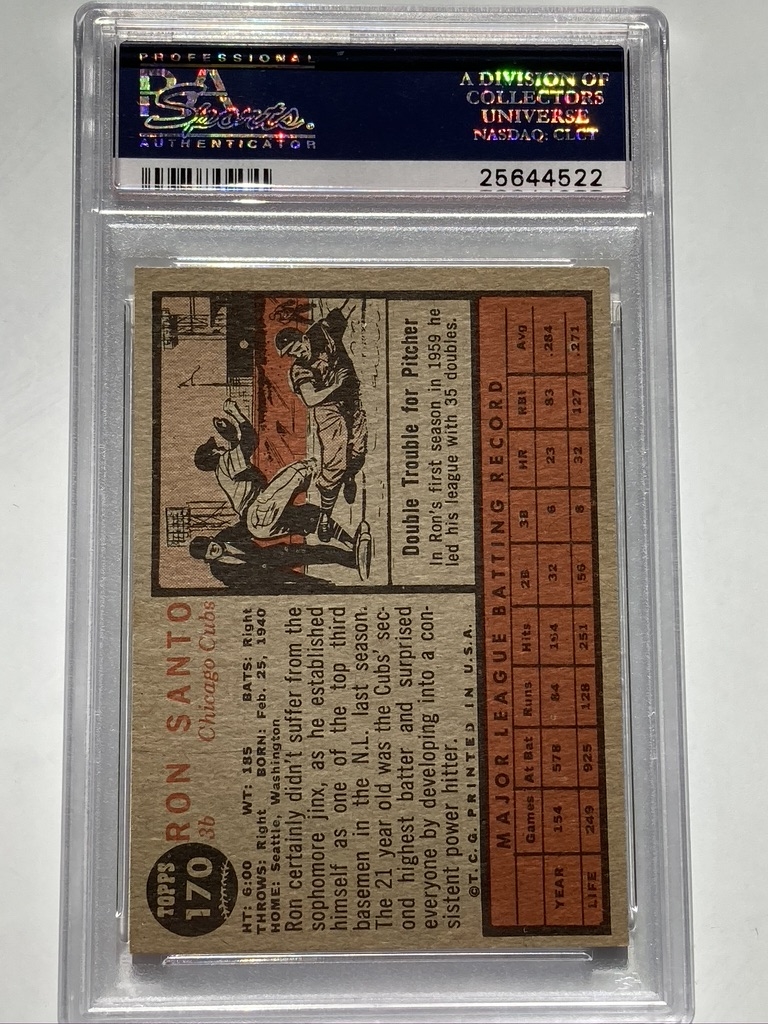 PROFESSIONAL
PSA
Sports.
AUTHENTICATOR
A DIVISION OF
COLLECTORS
UNIVERSE
NASDAQ: CLCT
25644522
TOPPS
170
RON SANTO
3b Chicago Cubs
HT: 6:00 WT: 185 BATS: Right
THROWS: Right BORN: Feb. 25, 1940
HOME: Seattle, Washington
Ron certainly didn't suffer from the
sophomore jinx, as he established
himself as one of the top third
basemen in the N.L. last season.
The 21 year old was the Cubs' sec-
ond highest batter and surprised
everyone by developing into a con-
sistent power hitter.
©T.C.G. PRINTED IN U.S.A.
Double Trouble for Pitcher
In Ron's first season in 1959 he
led his league with 35 doubles.
MAJOR LEAGUE BATTING RECORD
Games At Bat Runs Hits 2B 3B HR RBI Avg
YEAR 154 578 84 164 32 6 23 83 .284
LIFE 249 925 128 251 56 8 32 127 .271